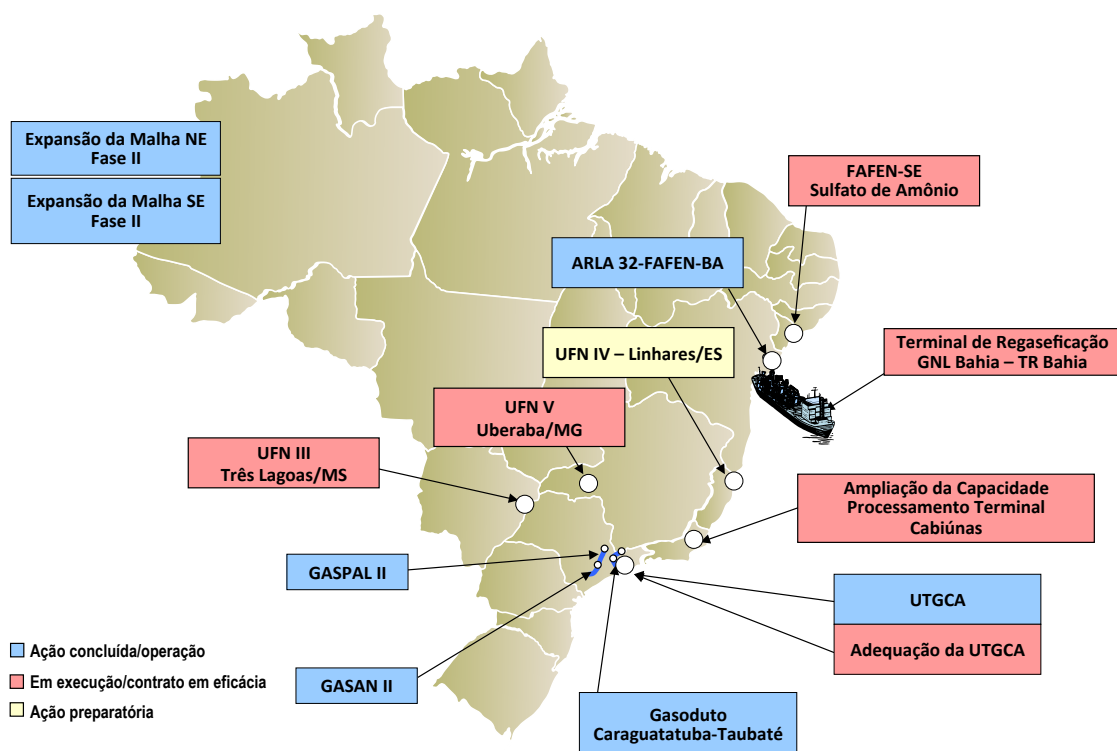 Expansão da Malha NE
Fase II
Expansão da Malha SE
Fase II
FAFEN-SE
Sulfato de Amônio
ARLA 32-FAFEN-BA
UFN IV – Linhares/ES
Terminal de Regaseficação
GNL Bahia – TR Bahia
UFN V
Uberaba/MG
UFN III
Três Lagoas/MS
Ampliação da Capacidade
Processamento Terminal
Cabiúnas
GASPAL II
UTGCA
Adequação da UTGCA
GASAN II
Gasoduto
Caraguatatuba-Taubaté
Ação concluída/operação
Em execução/contrato em eficácia
Ação preparatória